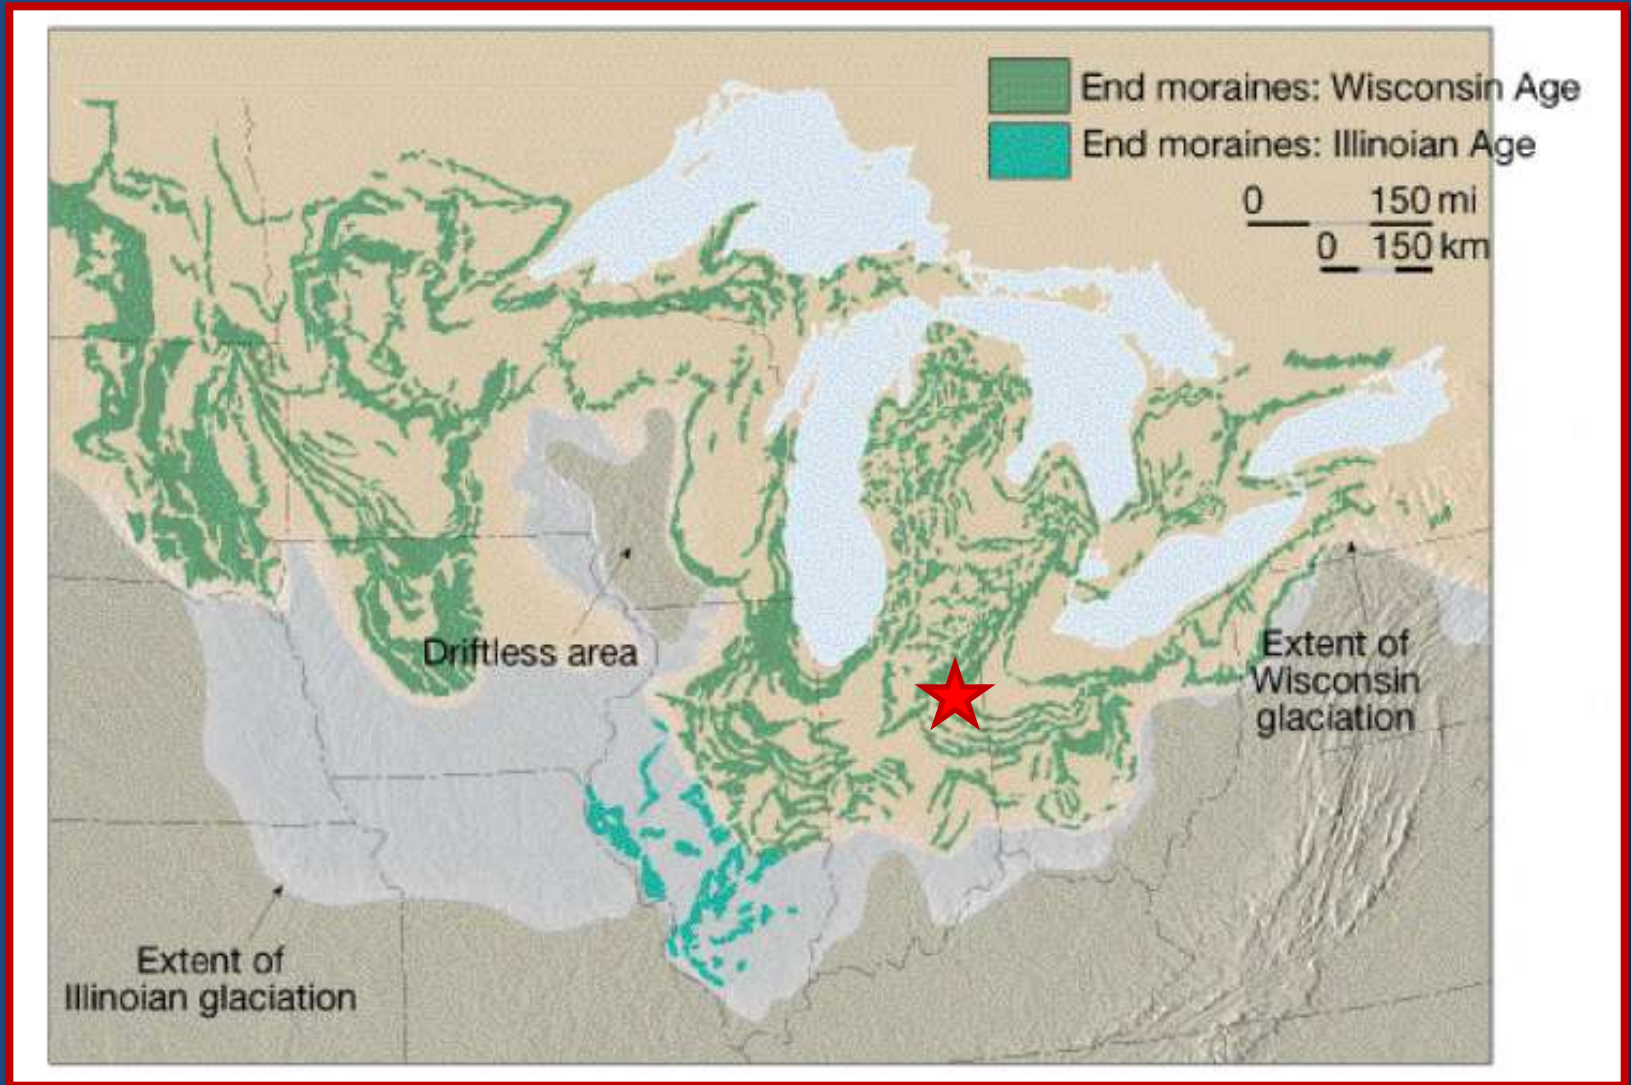 End moraines: Wisconsin Age
End moraines: Illinoian Age
0 150 mi
0 150 km
Driftless area
Extent of
Wisconsin
glaciation
Extent of
Illinoian glaciation